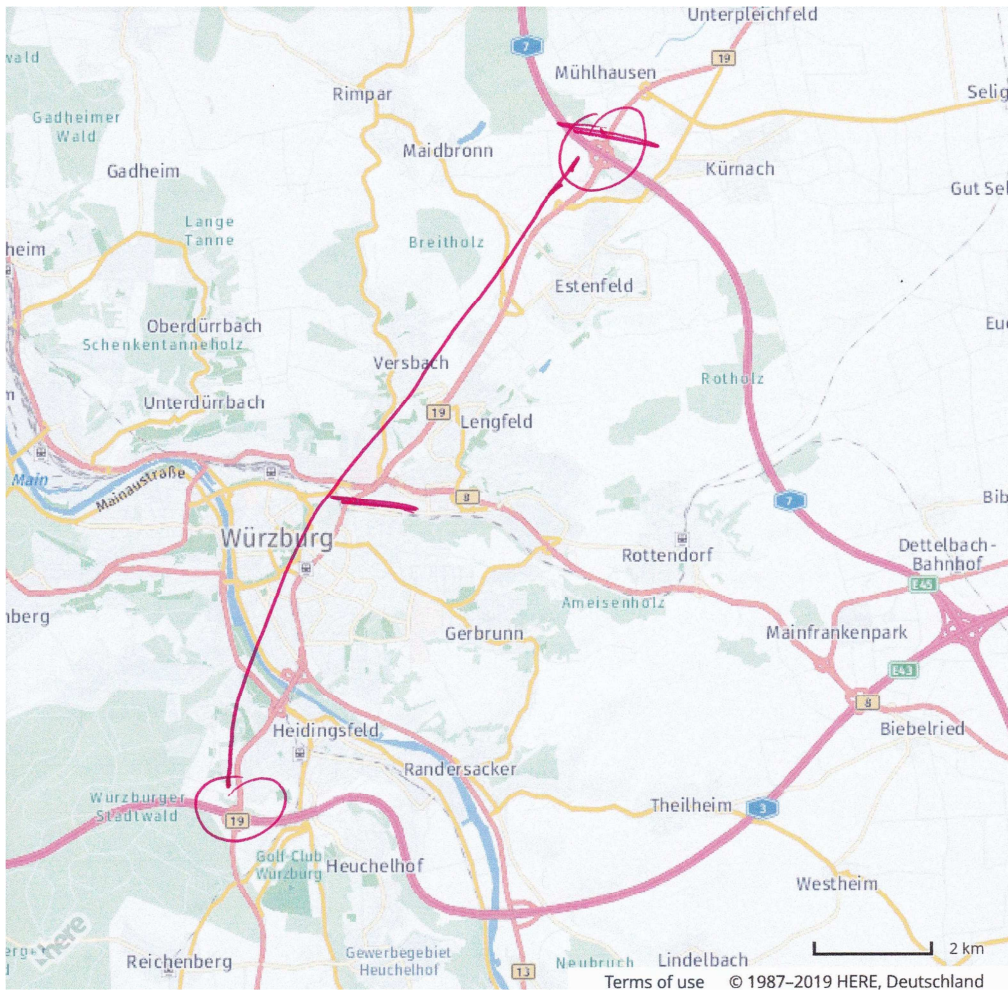 Unterpleichfeld
7
19
Mühlhausen
wald
Rimpar
Selig
Gadheimer
Wald
Maidbronn
Gadheim
Kürnach
Gut Sel
Lange
Tanne
heim
Breitholz
Estenfeld
Oberdürrbach
Schenkentanneholz
Eu
Versbach
Rotholz
Unterdürrbach
19
Lengfeld
Main
Mainaustraße
8
7
Bib
Würzburg
Rottendorf
Dettelbach-
Bahnhof
E45
Ameisenholz
nberg
Gerbrunn
Mainfrankenpark
E43
8
Heidingsfeld
Biebelried
Randersacker
Würzburger
Stadtwald
Theilheim
3
19
Golf-Club
Würzburg
Heuchelhof
Westheim
here
erger
Reichenberg
Gewerbegebiet
Heuchelhof
Neubruch
Lindelbach
2 km
13
Terms of use © 1987–2019 HERE, Deutschland